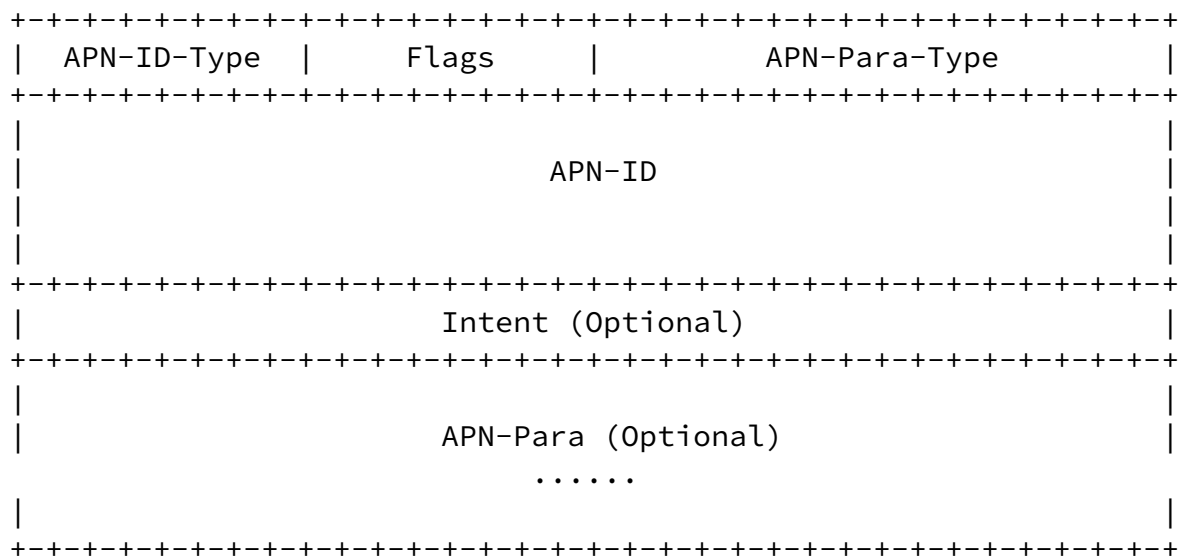 +-+-+-+-+-+-+-+-+-+-+-+-+-+-+-+-+-+-+-+-+-+-+-+-+-+-+-+-+-+-+-+-+
|  APN-ID-Type  |     Flags     |         APN-Para-Type         |
+-+-+-+-+-+-+-+-+-+-+-+-+-+-+-+-+-+-+-+-+-+-+-+-+-+-+-+-+-+-+-+-+
|                                                               |
|                             APN-ID                            |
|                                                               |
|                                                               |
+-+-+-+-+-+-+-+-+-+-+-+-+-+-+-+-+-+-+-+-+-+-+-+-+-+-+-+-+-+-+-+-+
|                       Intent (Optional)                       |
+-+-+-+-+-+-+-+-+-+-+-+-+-+-+-+-+-+-+-+-+-+-+-+-+-+-+-+-+-+-+-+-+
|                                                               |
|                       APN-Para (Optional)                     |
                             ......
|                                                               |
+-+-+-+-+-+-+-+-+-+-+-+-+-+-+-+-+-+-+-+-+-+-+-+-+-+-+-+-+-+-+-+-+